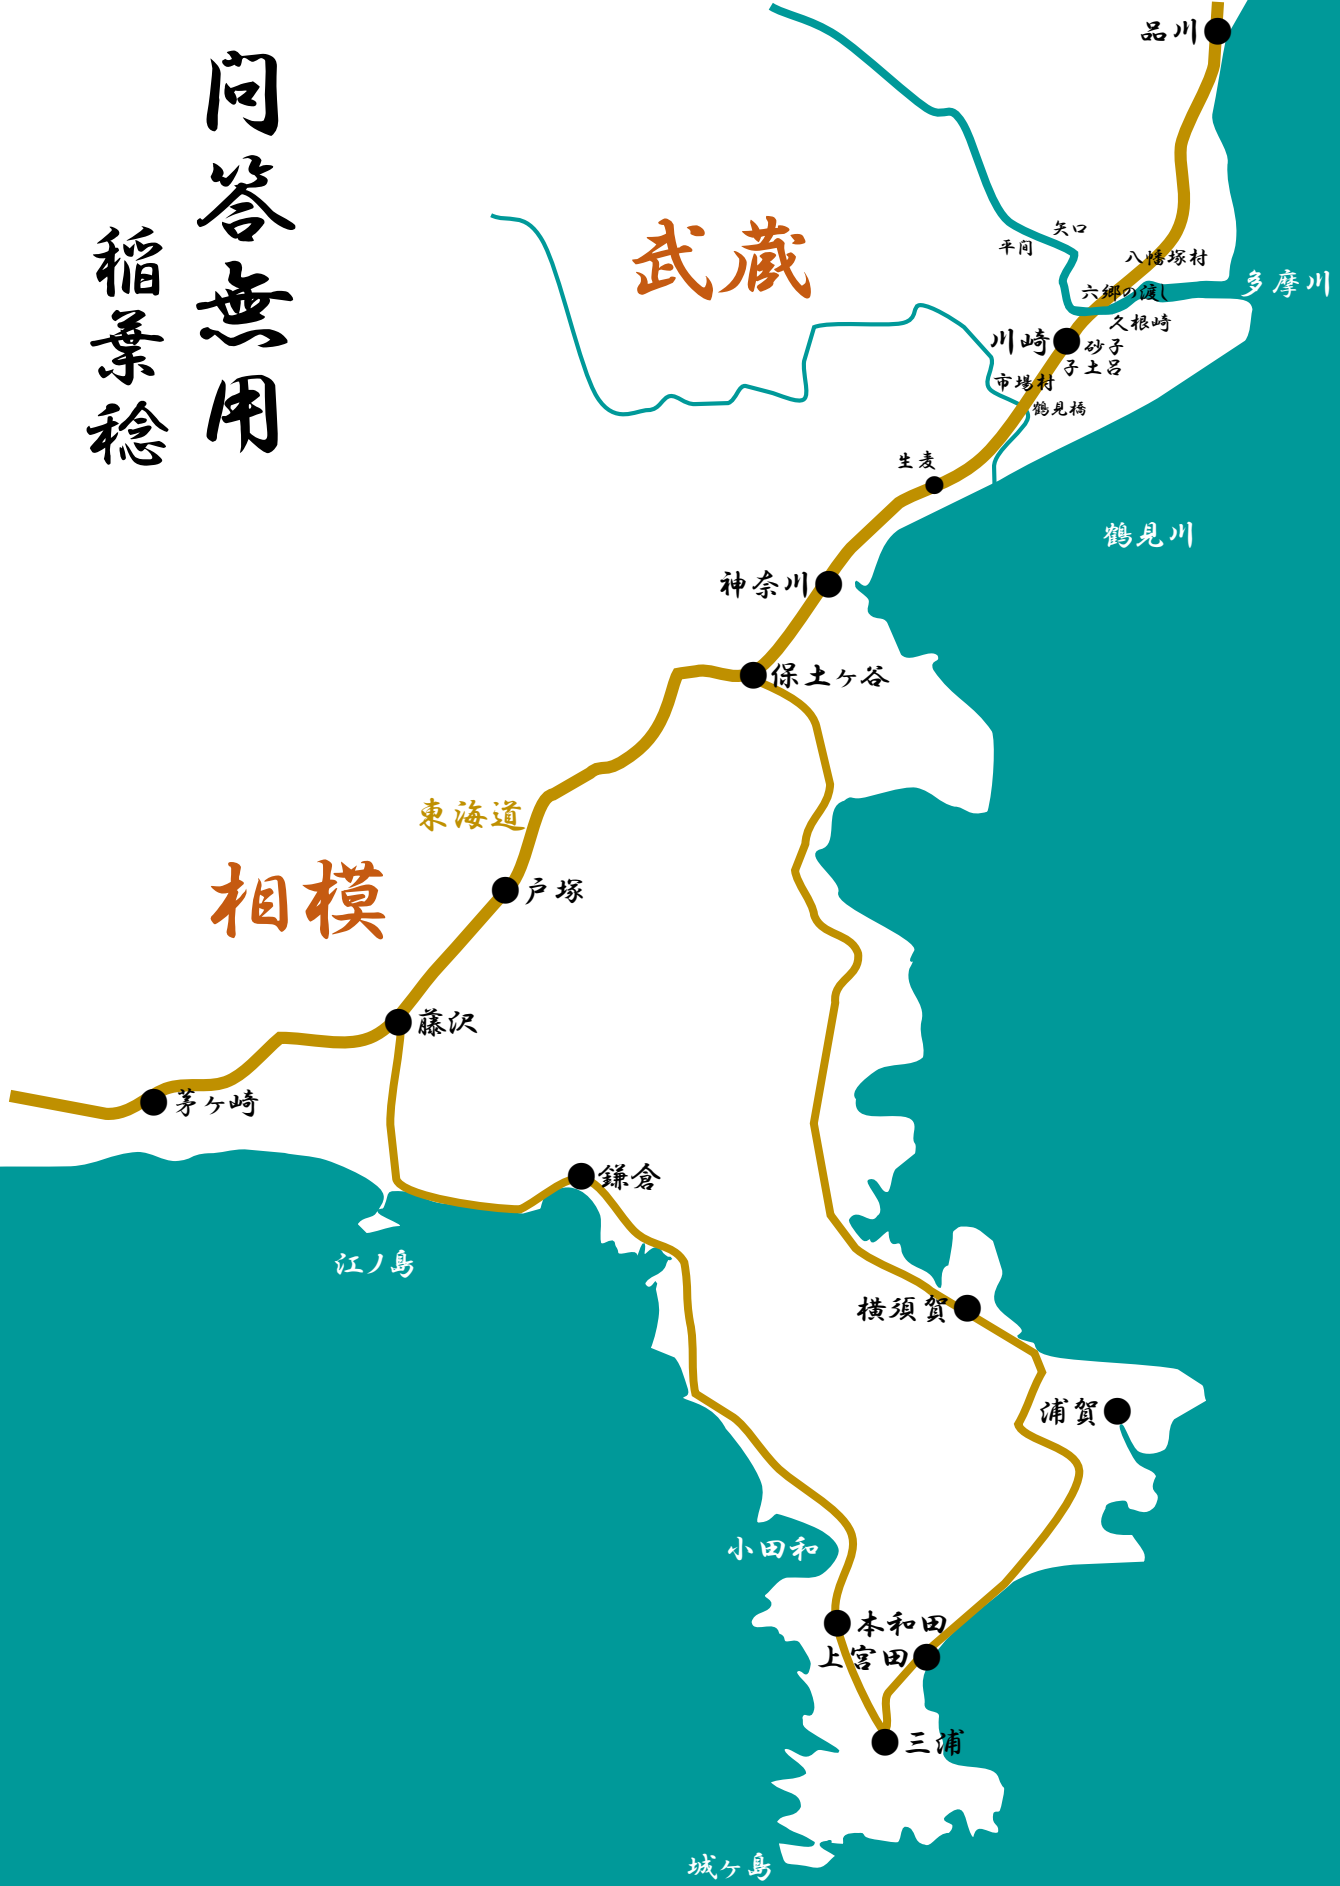 問答無用
稲葉稔
品川
武蔵
矢口
平间
八幡塚村
多摩川
六郷の渡し
久根崎
川崎
砂子
子土呂
市場村
鶴見橋
生麦
鶴見川
神奈川
保土ヶ谷
東海道
相模
戸塚
藤沢
茅ヶ崎
鎌倉
江ノ島
横須賀
浦賀
小田和
本和田
上宮田
三浦
城ヶ島